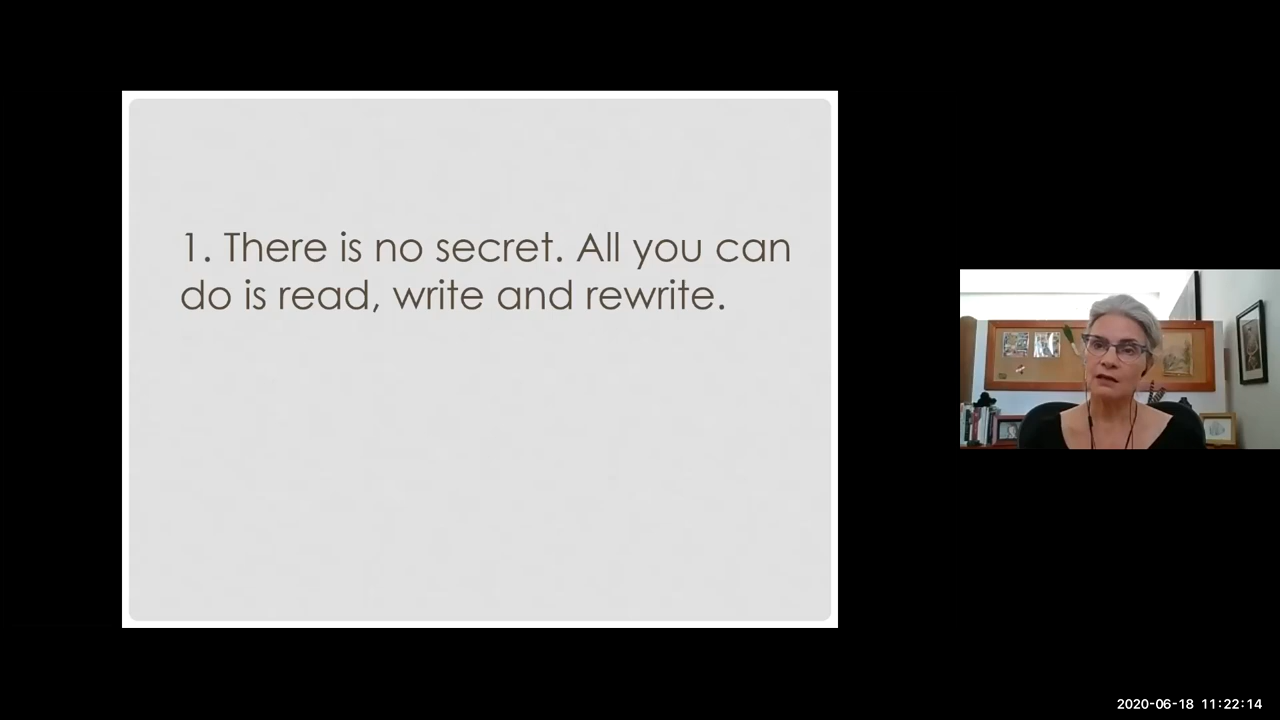 1. There is no secret. All you can
do is read, write and rewrite.
2020-06-18 11:22:14